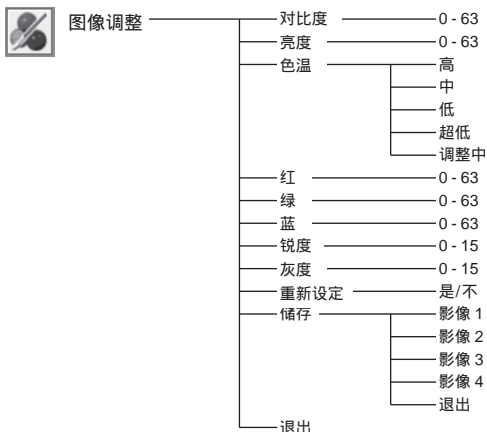 图像调整 对比度 0 - 63
亮度 0 - 63
色温 高
中
低
超低
调整中
红 0 - 63
绿 0 - 63
蓝 0 - 63
锐度 0 - 15
灰度 0 - 15
重新设定 是/不
储存 影像 1
影像 2
影像 3
影像 4
退出
退出